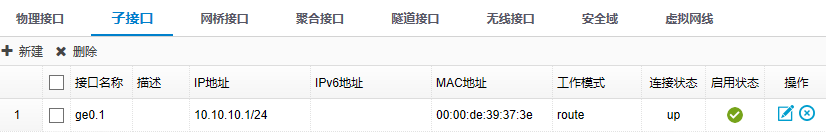 物理接口 子接口 网桥接口 聚合接口 隧道接口 无线接口 安全域 虚拟网线
新建 删除
接口名称 描述 IP地址 IPv6地址 MAC地址 工作模式 连接状态 启用状态 操作
1 ge0.1 10.10.10.1/24 00:00:de:39:37:3e route up